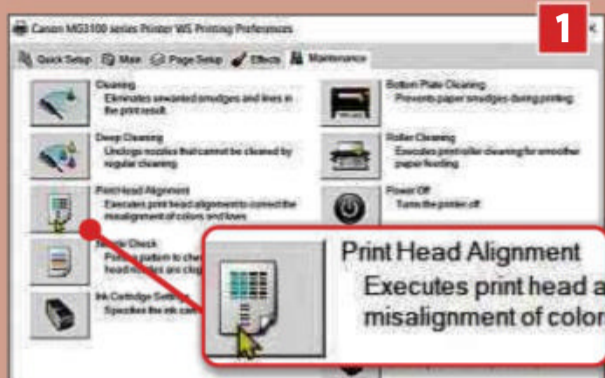 Canon MG3100 series Printer WS Printing Preferences
1
Quick Setup Main Page Setup Effects Maintenance
Cleaning
Eliminates unwanted smudges and lines in
the print result.
Deep Cleaning
Unclogs nozzles that cannot be cleaned by
regular cleaning.
Print Head Alignment
Executes print head alignment to correct the
misalignment of colors and lines
Nozzle Check
head nozzles are clog
Ink Cartridge Settings
Specifies the ink car
Bottom Plate Cleaning
Prevents paper smudges during printing.
Roller Cleaning
Executes print roller cleaning for smoother
paper feeding
Power Off
Turns the printer off.
Print Head Alignment
Executes print head a
misalignment of color